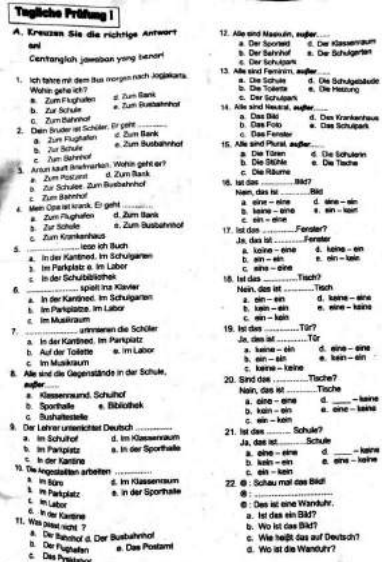 Tagliche Prüfung I
A. Kreuzen Sie die richtige Antwort
an!
Centanglah jawaban yang benar!
1. Ich fahre mit dem Bus morgen nach Jogjakarta.
Wohin gehe ich?
a. Zum Flughafen d. Zum Bank
b. Zur Schule e. Zum Busbahnhof
c. Zum Bahnhof
2. Dein Bruder ist Schüler. Er geht ............
a. Zum Flughafen d. Zum Bank
b. Zur Schule e. Zum Busbahnhof
c. Zum Bahnhof
3. Anton kauft Briefmarken. Wohin geht er?
a. Zum Postamt d. Zum Bank
b. Zur Schulee. Zum Busbahnhof
c. Zum Bahnhof
4. Mein Opa ist krank. Er geht ............
a. Zum Flughafen d. Zum Bank
b. Zur Schule e. Zum Busbahnhof
c. Zum Krankenhaus
5. ............ lese ich Buch
a. In der Kantined. Im Schulgarten
b. Im Parkplatz e. Im Labor
c. In der Schulbibliothek
6. ............ spielt Ina Klavier
a. In der Kantined. Im Schulgarten
b. Im Parkplatze. Im Labor
c. Im Musikraum
7. ............ urinieren die Schüler
a. In der Kantined. Im Parkplatz
b. Auf der Toilette e. Im Labor
c. Im Musikraum
8. Alle sind die Gegenstände in der Schule,
außer......
a. Klassenraumd. Schulhof
b. Sporthalle e. Bibliothek
c. Bushaltestelle
9. Der Lehrer unterrichtet Deutsch ............
a. Im Schulhof d. Im Klassenraum
b. Im Parkplatz e. In der Sporthalle
c. In der Kantine
10. Die Angestellten arbeiten ............
a. Im Büro d. Im Klassenraum
b. Im Parkplatz e. In der Sporthalle
c. Im Labor
d. In der Kantine
11. Was passt nicht ?
a. Der Bahnhof d. Der Busbahnhof
b. Der Flughafen e. Das Postamt
c. Das
12. Alle sind Maskulin, außer......
a. Der Sportsaal d. Der Klassenraum
b. Der Bahnhof e. Der Schulgarten
c. Der Schulpark
13. Alle sind Feminin, außer......
a. Die Schule d. Die Schulgebäude
b. Die Toilette e. Die Heizung
c. Der Schulpark
14. Alle sind Neutral, außer......
a. Das Bild d. Das Krankenhaus
b. Das Foto e. Das Schulpark
c. Das Fenster
15. Alle sind Plural, außer......
a. Die Türen d. Die Schulerin
b. Die Stühle e. Die Tische
c. Die Räume
16. Ist das ............Bild?
Nein, das ist ............Bild
a. eine – eine d. eine – ein
b. keine – eine e. ein – kein
c. ein – ein
17. Ist das ............Fenster?
Ja, das ist ............Fenster
a. keine – ein d. keine – eine
b. ein – ein e. ein – kein
c. eine – eine
18. Ist das ............Tisch?
Nein, das ist ............Tisch
a. ein – ein d. keine – eine
b. kein – ein e. eine – keine
c. ein – kein
19. Ist das ............Tür?
Ja, das ist ............Tür
a. keine – ein d. eine – eine
b. ein – ein e. kein – ein
c. keine – keine
20. Sind das ............Tische?
Nein, das ist ............Tische
a. eine – eine d. ____ – keine
b. kein – ein e. eine – keine
c. ein – kein
21. Ist das ............ Schule?
Ja, das ist ............Schule
a. eine – eine d. ____ – keine
b. kein – ein e. eine – keine
c. ein – kein
22. ☻ : Schau mal das Bild!
☻ : ............
☻ : Das ist eine Wanduhr.
a. Ist das ein Bild?
b. Wo ist das Bild?
c. Wie heißt das auf Deutsch?
d. Wo ist die Wanduhr?